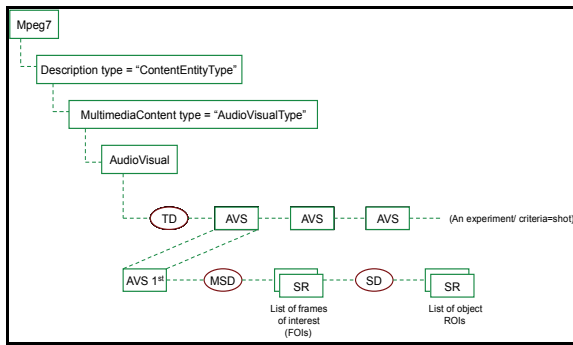 Mpeg7
Description type = “ContentEntityType”
MultimediaContent type = “AudioVisualType”
AudioVisual
TD
AVS
AVS
AVS
(An experiment/ criteria=shot)
AVS 1st
MSD
SR
SD
SR
List of frames
of interest
(FOIs)
List of object
ROIs